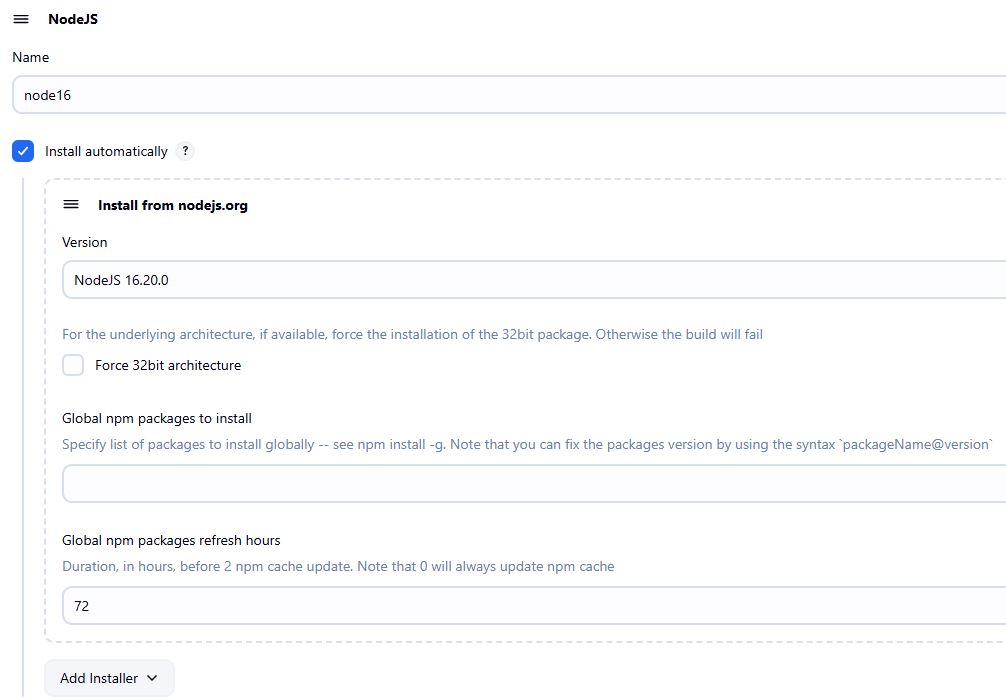 NodeJS
Name
node16
Install automatically ?
Install from nodejs.org
Version
NodeJS 16.20.0
For the underlying architecture, if available, force the installation of the 32bit package. Otherwise the build will fail
Force 32bit architecture
Global npm packages to install
Specify list of packages to install globally -- see npm install -g. Note that you can fix the packages version by using the syntax `packageName@version`
Global npm packages refresh hours
Duration, in hours, before 2 npm cache update. Note that 0 will always update npm cache
72
Add Installer